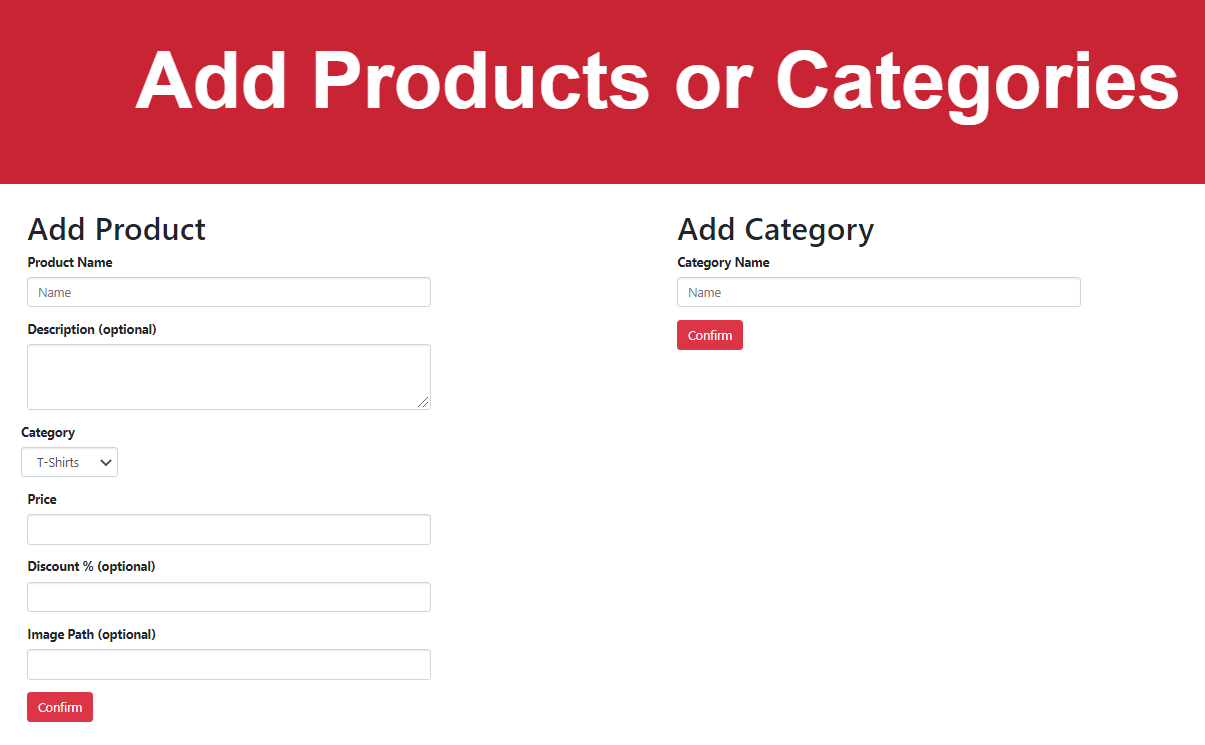 Add Products or Categories
Add Product
Product Name
Name
Description (optional)
Category
T-Shirts
Price
Discount % (optional)
Image Path (optional)
Confirm
Add Category
Category Name
Name
Confirm